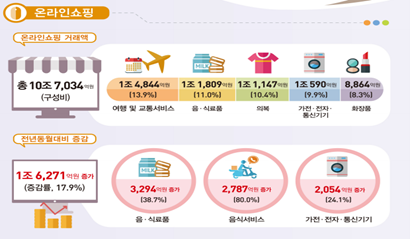 온라인쇼핑
온라인쇼핑 거래액
총 10조 7,034억원
(구성비)
1조 4,844억원
(13.9%)
여행 및 교통서비스
1조 1,809억원
(11.0%)
음·식료품
1조 1,147억원
(10.4%)
의복
1조 590억원
(9.9%)
가전·전자·
통신기기
8,864억원
(8.3%)
화장품
전년동월대비 증감
1조 6,271억원 증가
(증감률, 17.9%)
MILK
3,294억원 증가
(38.7%)
음·식료품
2,787억원 증가
(80.0%)
음식서비스
2,054억원 증가
(24.1%)
가전·전자·통신기기